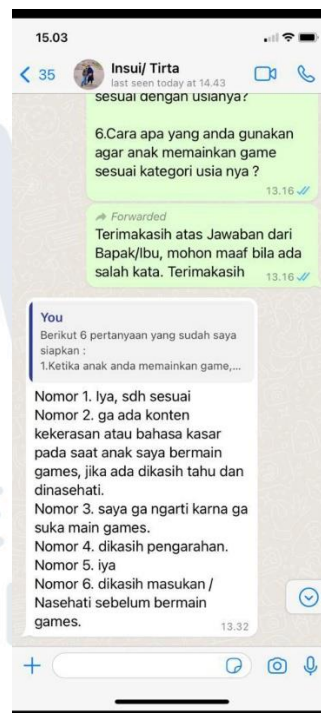 15.03
35
Insui/ Tirta
last seen today at 14.43
sesuai dengan usianya?
6.Cara apa yang anda gunakan
agar anak memainkan game
sesuai kategori usia nya ?
13.16
Forwarded
Terimakasih atas Jawaban dari
Bapak/Ibu, mohon maaf bila ada
salah kata. Terimakasih
13.16
You
Berikut 6 pertanyaan yang sudah saya
siapkan :
1.Ketika anak anda memainkan game,...
Nomor 1. Iya, sdh sesuai
Nomor 2. ga ada konten
kekerasan atau bahasa kasar
pada saat anak saya bermain
games, jika ada dikasih tahu dan
dinasehati.
Nomor 3. saya ga ngarti karna ga
suka main games.
Nomor 4. dikasih pengarahan.
Nomor 5. iya
Nomor 6. dikasih masukan /
Nasehati sebelum bermain
games.
13.32